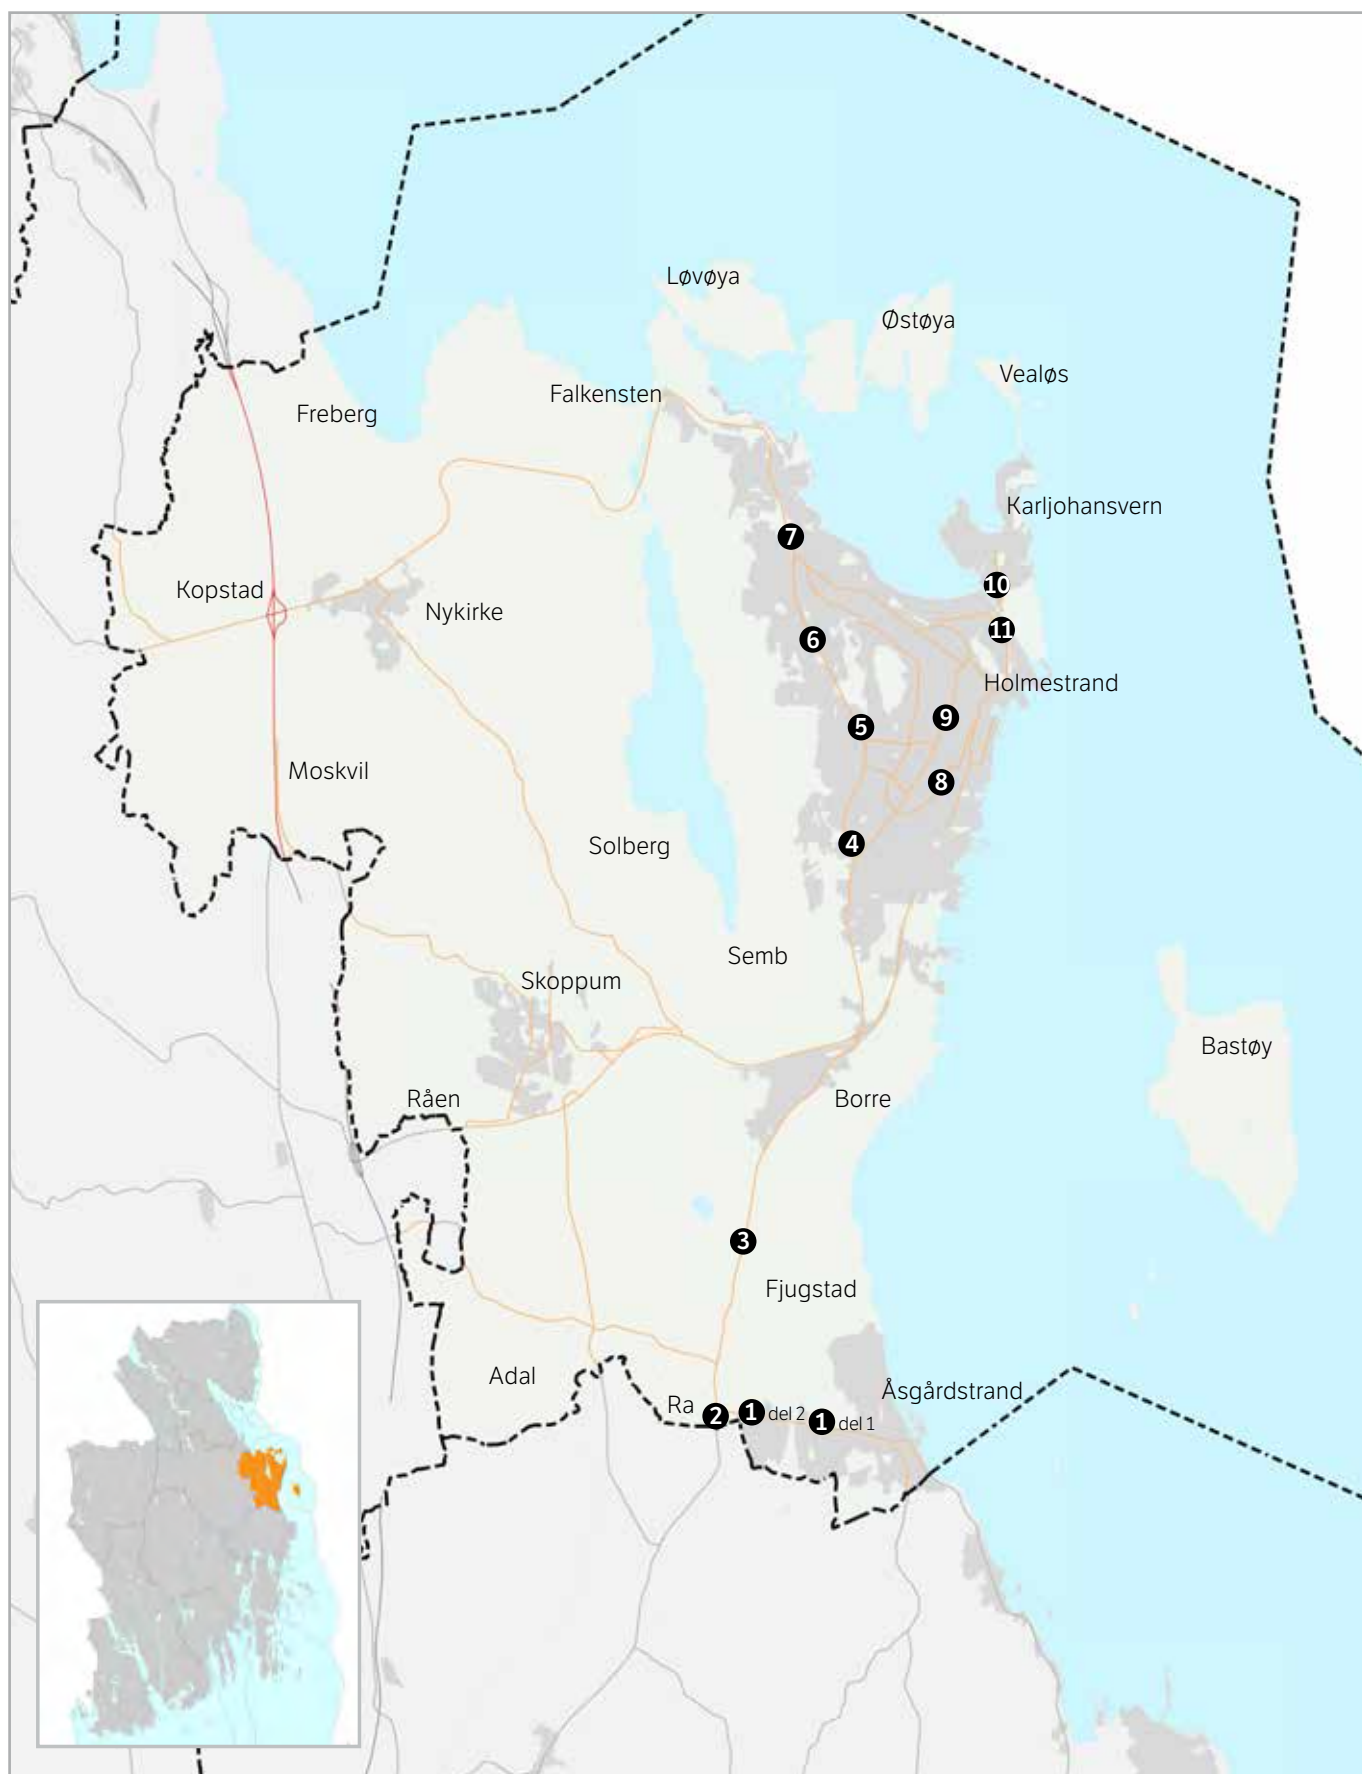 Løvøya
Østøya
Vealøs
Falkensten
Freberg
Karljohansvern
7
10
Kopstad
Nykirke
11
6
Holmestrand
9
5
Moskvil
8
Solberg
4
Semb
Skoppum
Bastøy
Råen
Borre
3
Fjugstad
Adal
Åsgårdstrand
Ra
2
1 del 2
1 del 1